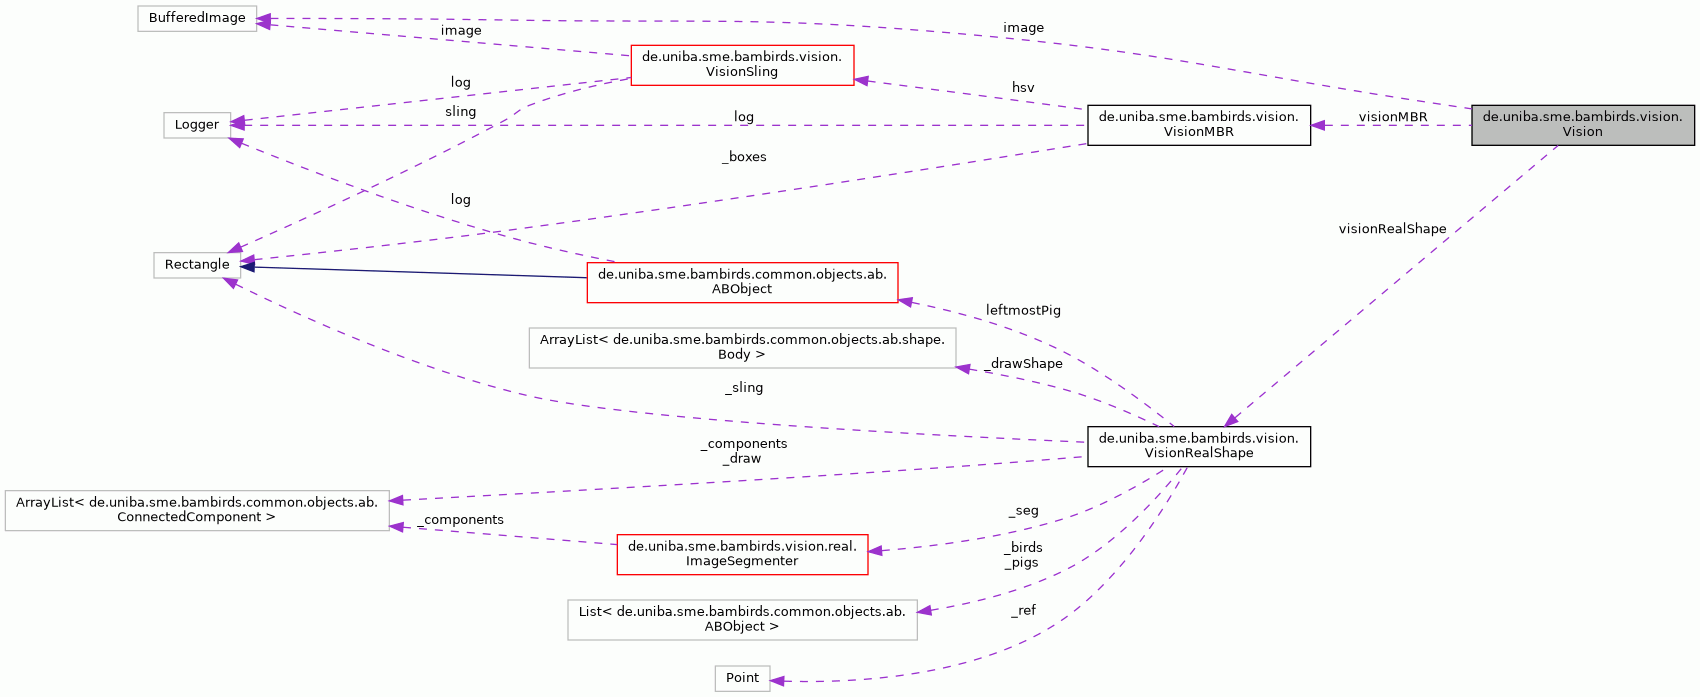 BufferedImage
image
image
de.uniba.sme.bambirds.vision.
VisionSling
log
hsv
sling
Logger
log
de.uniba.sme.bambirds.vision.
VisionMBR
visionMBR
de.uniba.sme.bambirds.vision.
Vision
_boxes
log
visionRealShape
Rectangle
de.uniba.sme.bambirds.common.objects.ab.
ABObject
leftmostPig
ArrayList< de.uniba.sme.bambirds.common.objects.ab.shape.
Body >
_drawShape
_sling
de.uniba.sme.bambirds.vision.
VisionRealShape
_components
_draw
ArrayList< de.uniba.sme.bambirds.common.objects.ab.
ConnectedComponent >
_components
_seg
de.uniba.sme.bambirds.vision.real.
ImageSegmenter
_birds
_pigs
List< de.uniba.sme.bambirds.common.objects.ab.
ABObject >
_ref
Point